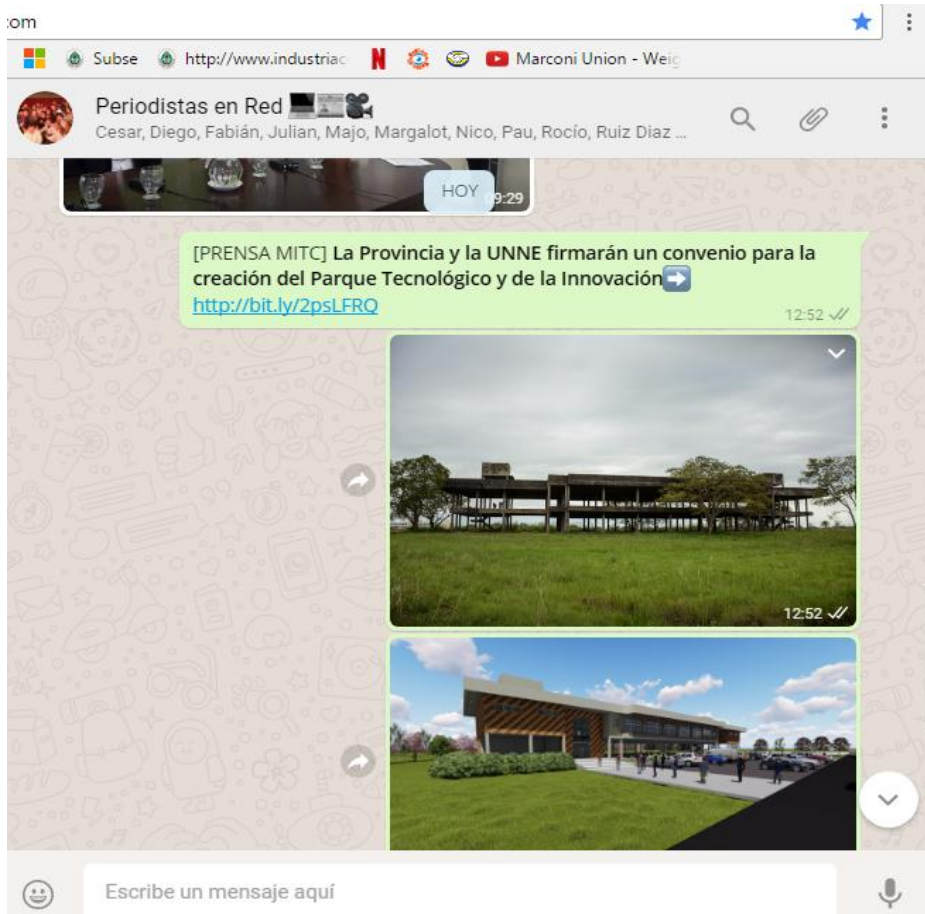 com
Subse http://www.industriac Marconi Union - Weig
Periodistas en Red
Cesar, Diego, Fabián, Julian, Majo, Margalot, Nico, Pau, Rocío, Ruiz Diaz ...
HOY
09:29
[PRENSA MITC] La Provincia y la UNNE firmarán un convenio para la
creación del Parque Tecnológico y de la Innovación
http://bit.ly/2psLFRQ
12:52
12:52
Escribe un mensaje aquí